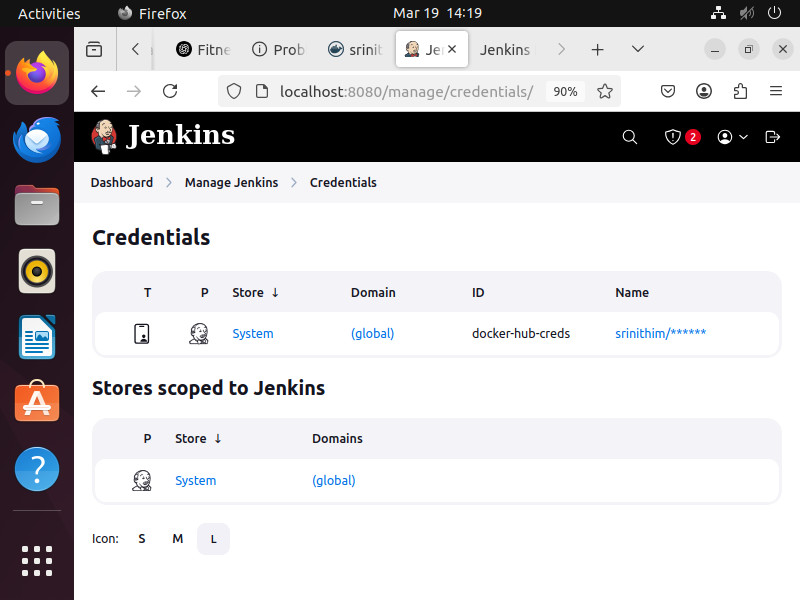 Activities Firefox Mar 19 14:19
Fitne Prob srinit Je Jenkins
localhost:8080/manage/credentials/ 90%
Jenkins 2
Dashboard Manage Jenkins Credentials
Credentials
T P Store ↓ Domain ID Name
System (global) docker-hub-creds srinithim/******
Stores scoped to Jenkins
P Store ↓ Domains
System (global)
Icon: S M L